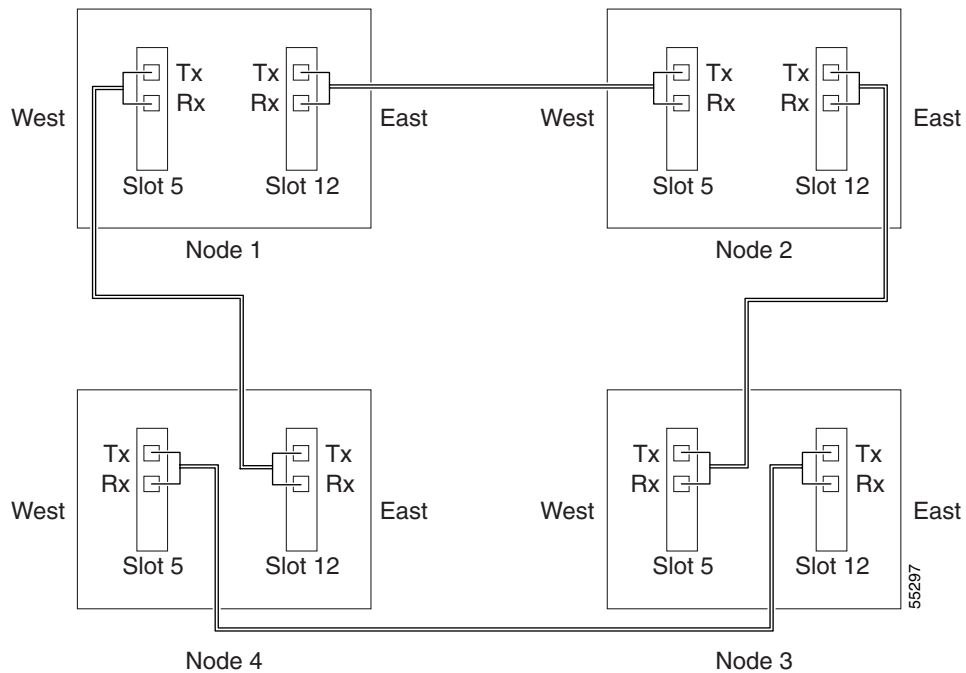 Tx Tx Tx Tx
Rx Rx Rx Rx
West East West East
Slot 5 Slot 12 Slot 5 Slot 12
Node 1 Node 2
Tx Tx Tx Tx
Rx Rx Rx Rx
West East West East
Slot 5 Slot 12 Slot 5 Slot 12
55297
Node 4 Node 3